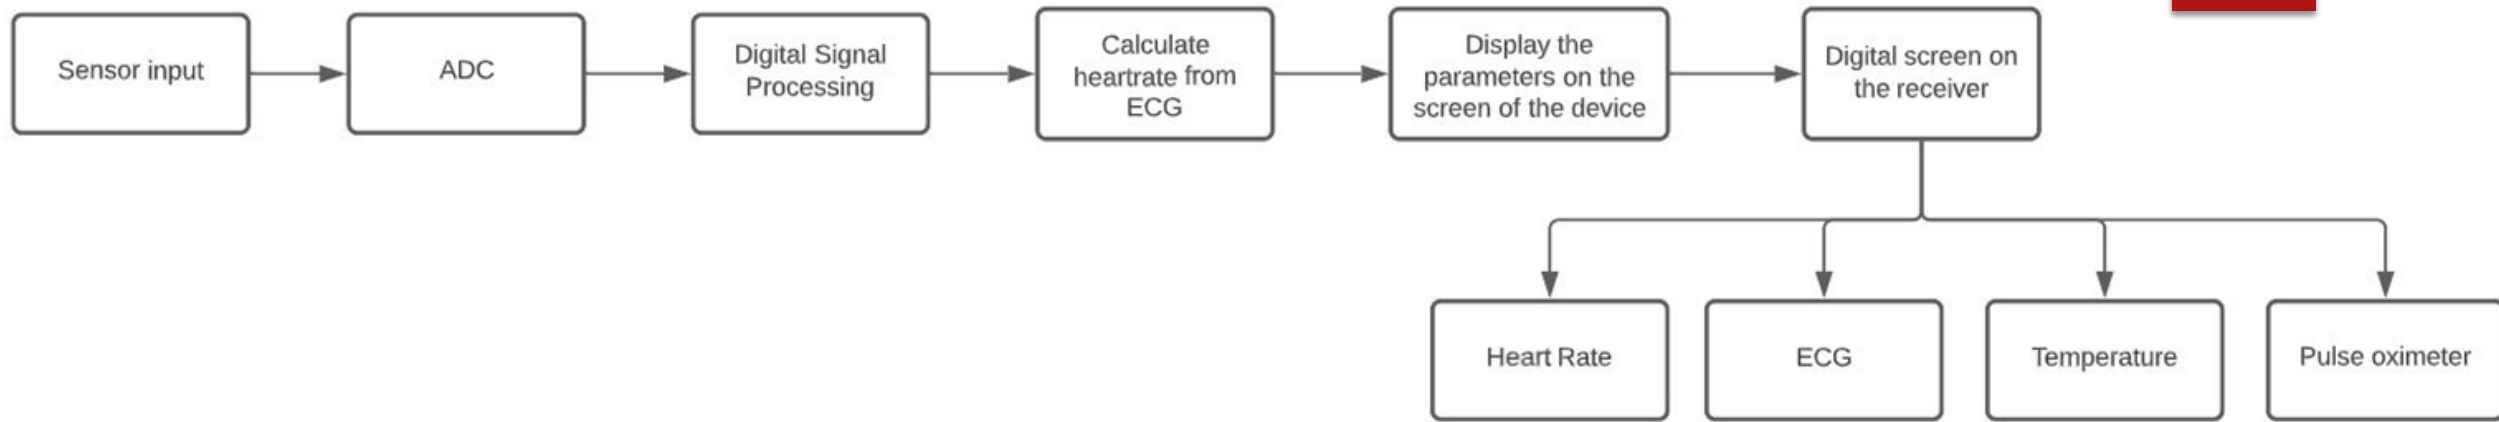 Sensor input
ADC
Digital Signal
Processing
Calculate
heartrate from
ECG
Display the
parameters on the
screen of the device
Digital screen on
the receiver
Heart Rate
ECG
Temperature
Pulse oximeter